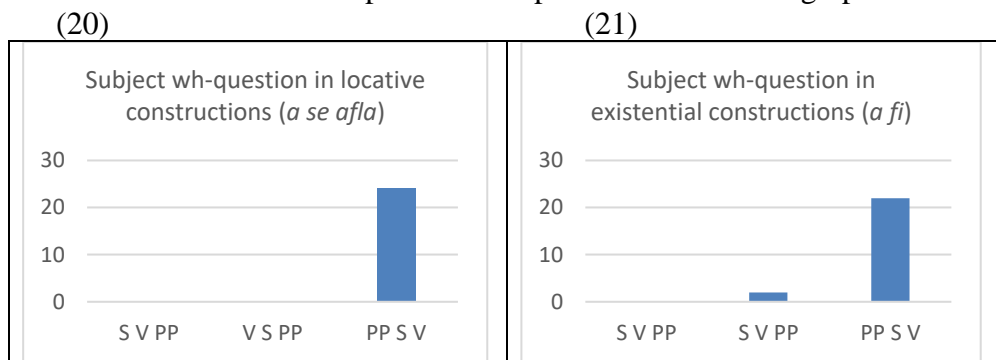 (20) (21)
Subject wh-question in locative
constructions (a se afla)
30
20
10
0
S V PP V S PP PP S V
Subject wh-question in
existential constructions (a fi)
30
20
10
0
S V PP S V PP PP S V